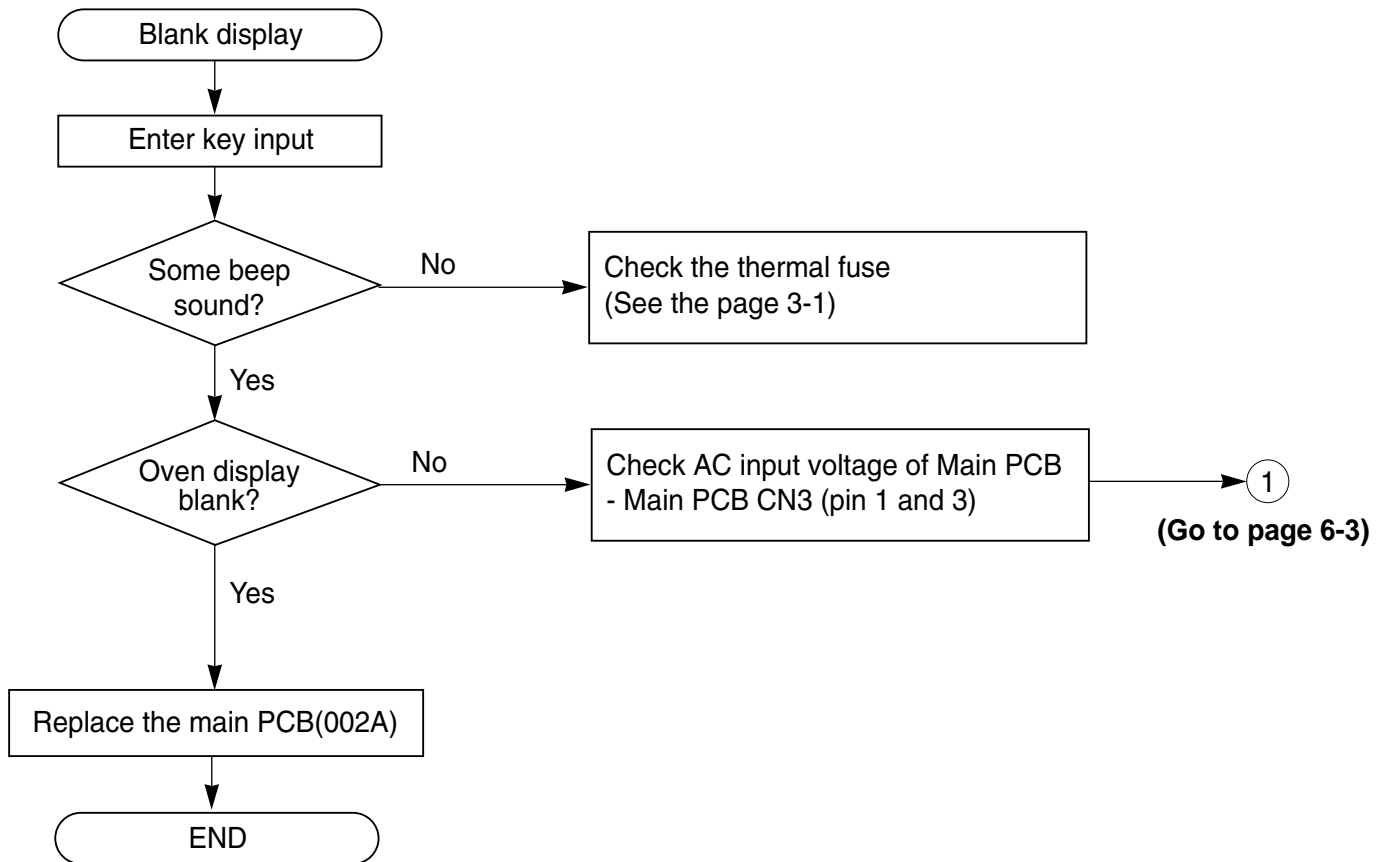 Blank display
Enter key input
Some beep
sound?
No
Check the thermal fuse
(See the page 3-1)
Yes
Oven display
blank?
No
Check AC input voltage of Main PCB
- Main PCB CN3 (pin 1 and 3)
1
(Go to page 6-3)
Yes
Replace the main PCB(002A)
END